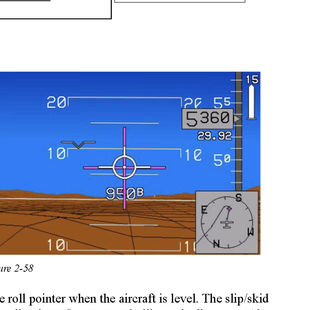 15
20 20 55
5360
29.92
10 10 50
950B
S
E
W
N
10 10
ure 2-58
e roll pointer when the aircraft is level. The slip/skid